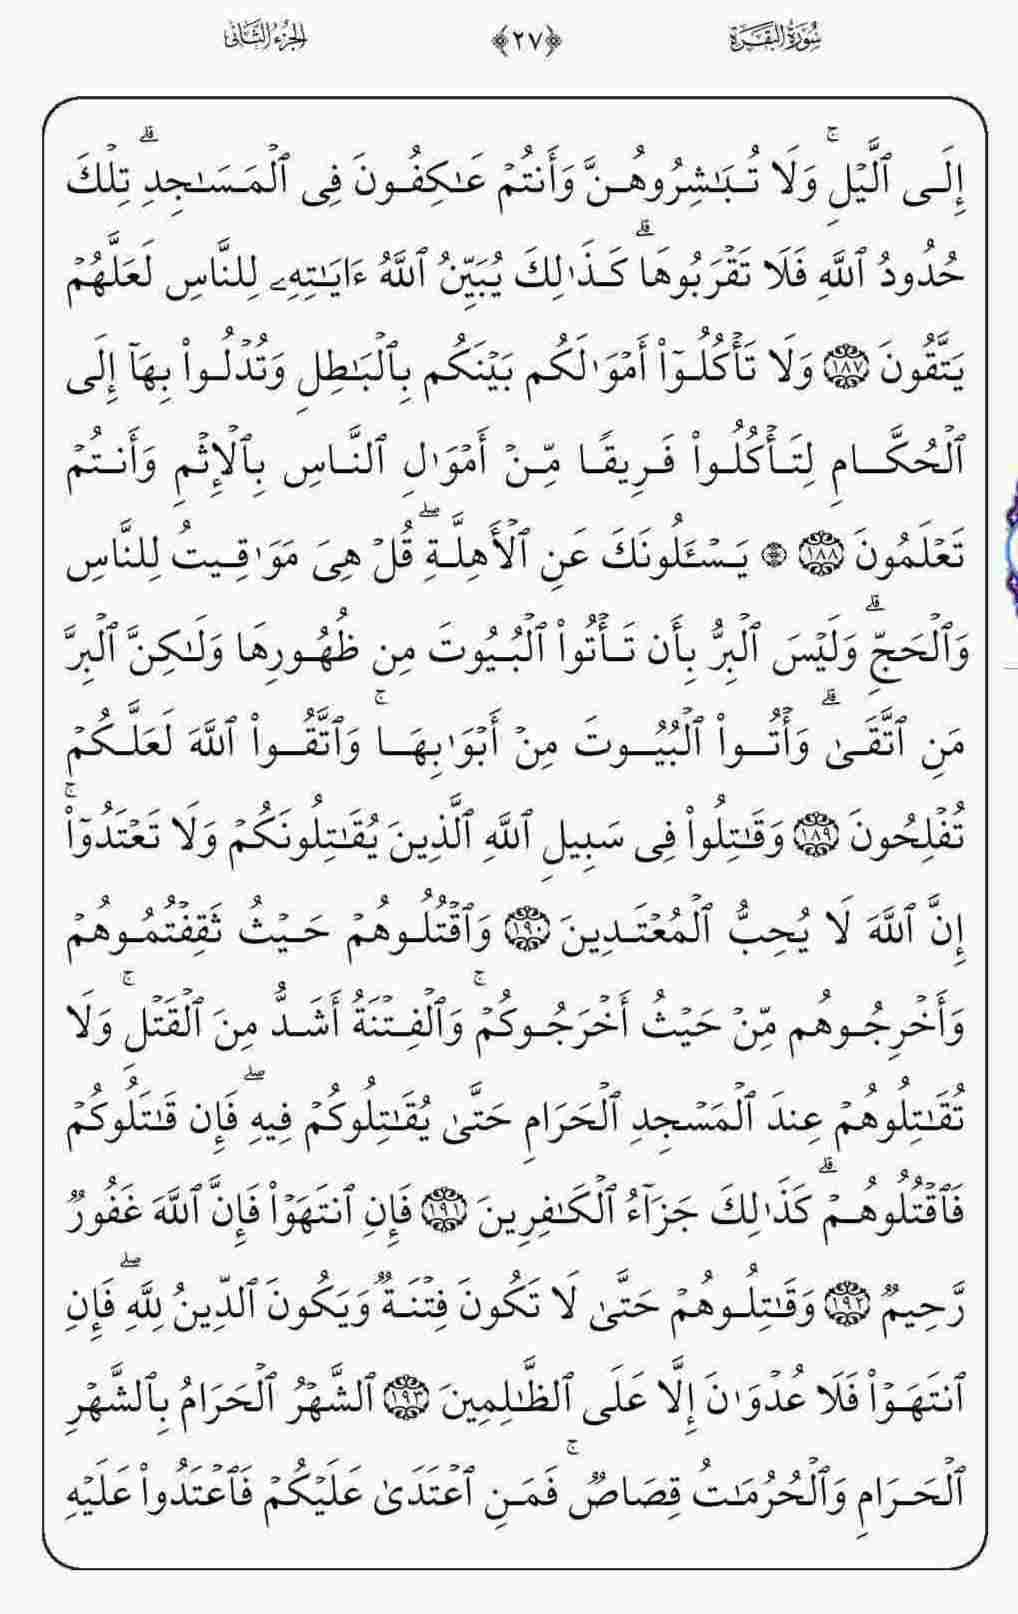 سُورَةُ البَقَرَة ﴿٢٧﴾ الجُزءُ الثَّانِي
إِلَى ٱلَّيۡلِۚ وَلَا تُبَٰشِرُوهُنَّ وَأَنتُمۡ عَٰكِفُونَ فِي ٱلۡمَسَٰجِدِۗ تِلۡكَ
حُدُودُ ٱللَّهِ فَلَا تَقۡرَبُوهَاۗ كَذَٰلِكَ يُبَيِّنُ ٱللَّهُ ءَايَٰتِهِۦ لِلنَّاسِ لَعَلَّهُمۡ
يَتَّقُونَ ١٨٧ وَلَا تَأۡكُلُوٓاْ أَمۡوَٰلَكُم بَيۡنَكُم بِٱلۡبَٰطِلِ وَتُدۡلُواْ بِهَآ إِلَى
ٱلۡحُكَّامِ لِتَأۡكُلُواْ فَرِيقٗا مِّنۡ أَمۡوَٰلِ ٱلنَّاسِ بِٱلۡإِثۡمِ وَأَنتُمۡ
تَعۡلَمُونَ ١٨٨ ۞ يَسۡـَٔلُونَكَ عَنِ ٱلۡأَهِلَّةِۖ قُلۡ هِيَ مَوَٰقِيتُ لِلنَّاسِ
وَٱلۡحَجِّۗ وَلَيۡسَ ٱلۡبِرُّ بِأَن تَأۡتُواْ ٱلۡبُيُوتَ مِن ظُهُورِهَا وَلَٰكِنَّ ٱلۡبِرَّ
مَنِ ٱتَّقَىٰۗ وَأۡتُواْ ٱلۡبُيُوتَ مِنۡ أَبۡوَٰبِهَاۚ وَٱتَّقُواْ ٱللَّهَ لَعَلَّكُمۡ
تُفۡلِحُونَ ١٨٩ وَقَٰتِلُواْ فِي سَبِيلِ ٱللَّهِ ٱلَّذِينَ يُقَٰتِلُونَكُمۡ وَلَا تَعۡتَدُوٓاْۚ
إِنَّ ٱللَّهَ لَا يُحِبُّ ٱلۡمُعۡتَدِينَ ١٩٠ وَٱقۡتُلُوهُمۡ حَيۡثُ ثَقِفۡتُمُوهُمۡ
وَأَخۡرِجُوهُم مِّنۡ حَيۡثُ أَخۡرَجُوكُمۡۚ وَٱلۡفِتۡنَةُ أَشَدُّ مِنَ ٱلۡقَتۡلِۚ وَلَا
تُقَٰتِلُوهُمۡ عِندَ ٱلۡمَسۡجِدِ ٱلۡحَرَامِ حَتَّىٰ يُقَٰتِلُوكُمۡ فِيهِۖ فَإِن قَٰتَلُوكُمۡ
فَٱقۡتُلُوهُمۡۗ كَذَٰلِكَ جَزَآءُ ٱلۡكَٰفِرِينَ ١٩١ فَإِنِ ٱنتَهَوۡاْ فَإِنَّ ٱللَّهَ غَفُورٞ
رَّحِيمٞ ١٩٢ وَقَٰتِلُوهُمۡ حَتَّىٰ لَا تَكُونَ فِتۡنَةٞ وَيَكُونَ ٱلدِّينُ لِلَّهِۖ فَإِنِ
ٱنتَهَوۡاْ فَلَا عُدۡوَٰنَ إِلَّا عَلَى ٱلظَّٰلِمِينَ ١٩٣ ٱلشَّهۡرُ ٱلۡحَرَامُ بِٱلشَّهۡرِ
ٱلۡحَرَامِ وَٱلۡحُرُمَٰتُ قِصَاصٞۚ فَمَنِ ٱعۡتَدَىٰ عَلَيۡكُمۡ فَٱعۡتَدُواْ عَلَيۡهِ